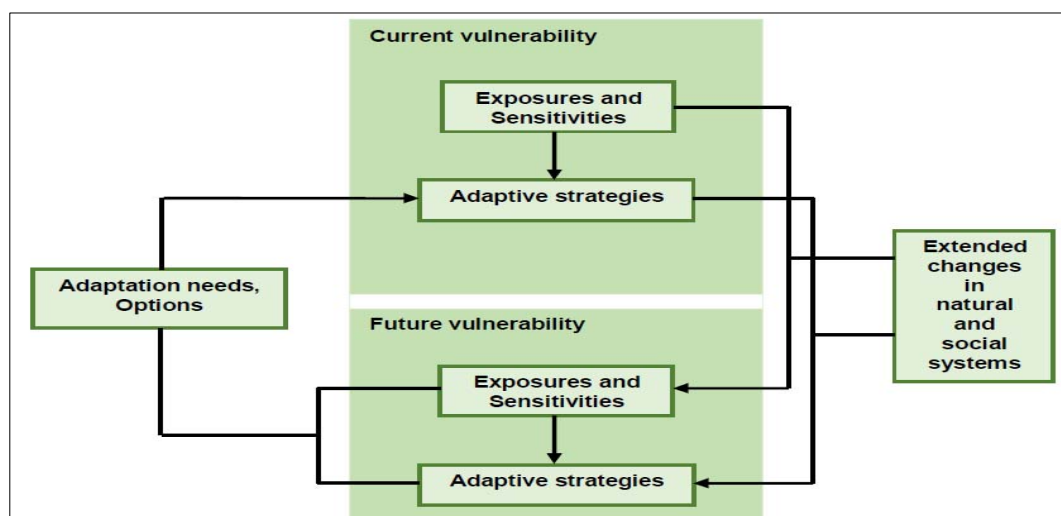 Current vulnerability
Exposures and
Sensitivities
Adaptive strategies
Adaptation needs,
Options
Extended
changes
in
natural
and
social
systems
Future vulnerability
Exposures and
Sensitivities
Adaptive strategies